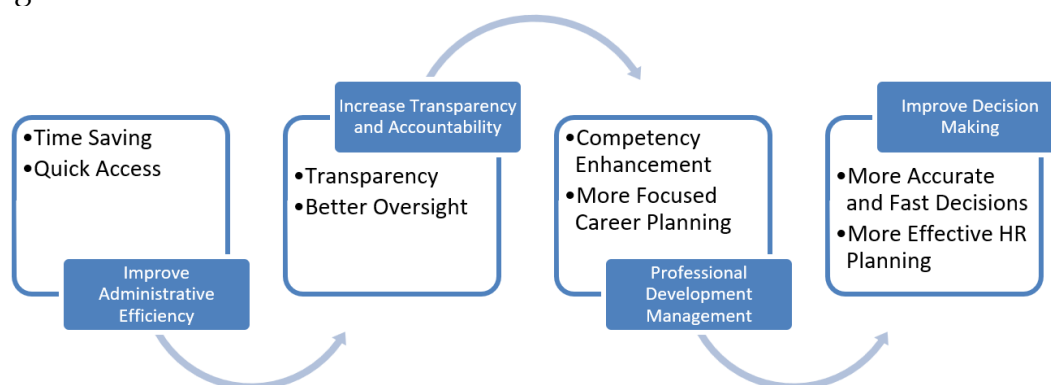 •Time Saving
•Quick Access
Improve
Administrative
Efficiency
Increase Transparency
and Accountability
•Transparency
•Better Oversight
•Competency
Enhancement
•More Focused
Career Planning
Professional
Development
Management
Improve Decision
Making
•More Accurate
and Fast Decisions
•More Effective HR
Planning